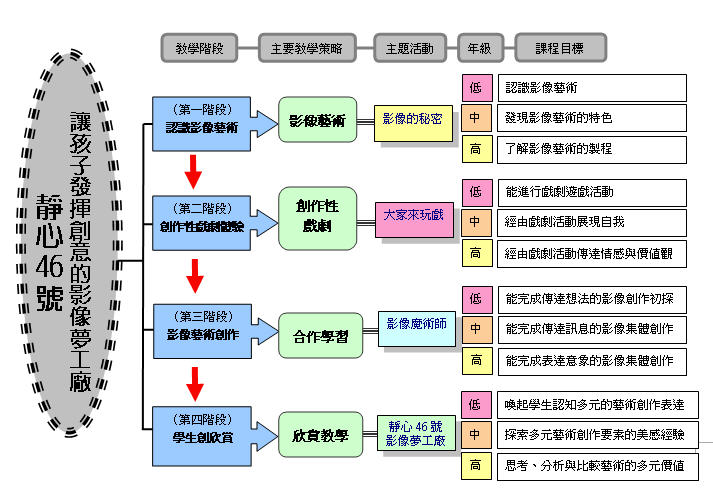 教學階段 主要教學策略 主題活動 年級 課程目標
讓孩子發揮創意的影像夢工廠
靜心46號
（第一階段）
認識影像藝術
影像藝術
影像的秘密
低 認識影像藝術
中 發現影像藝術的特色
高 了解影像藝術的製程
（第二階段）
創作性戲劇體驗
創作性
戲劇
大家來玩戲
低 能進行戲劇遊戲活動
中 經由戲劇活動展現自我
高 經由戲劇活動傳達情感與價值觀
（第三階段）
影像藝術創作
合作學習
影像魔術師
低 能完成傳達想法的影像創作初探
中 能完成傳達訊息的影像集體創作
高 能完成表達意象的影像集體創作
（第四階段）
學生創欣賞
欣賞教學
靜心 46 號
影像夢工廠
低 喚起學生認知多元的藝術創作表達
中 探索多元藝術創作要素的美感經驗
高 思考、分析與比較藝術的多元價值